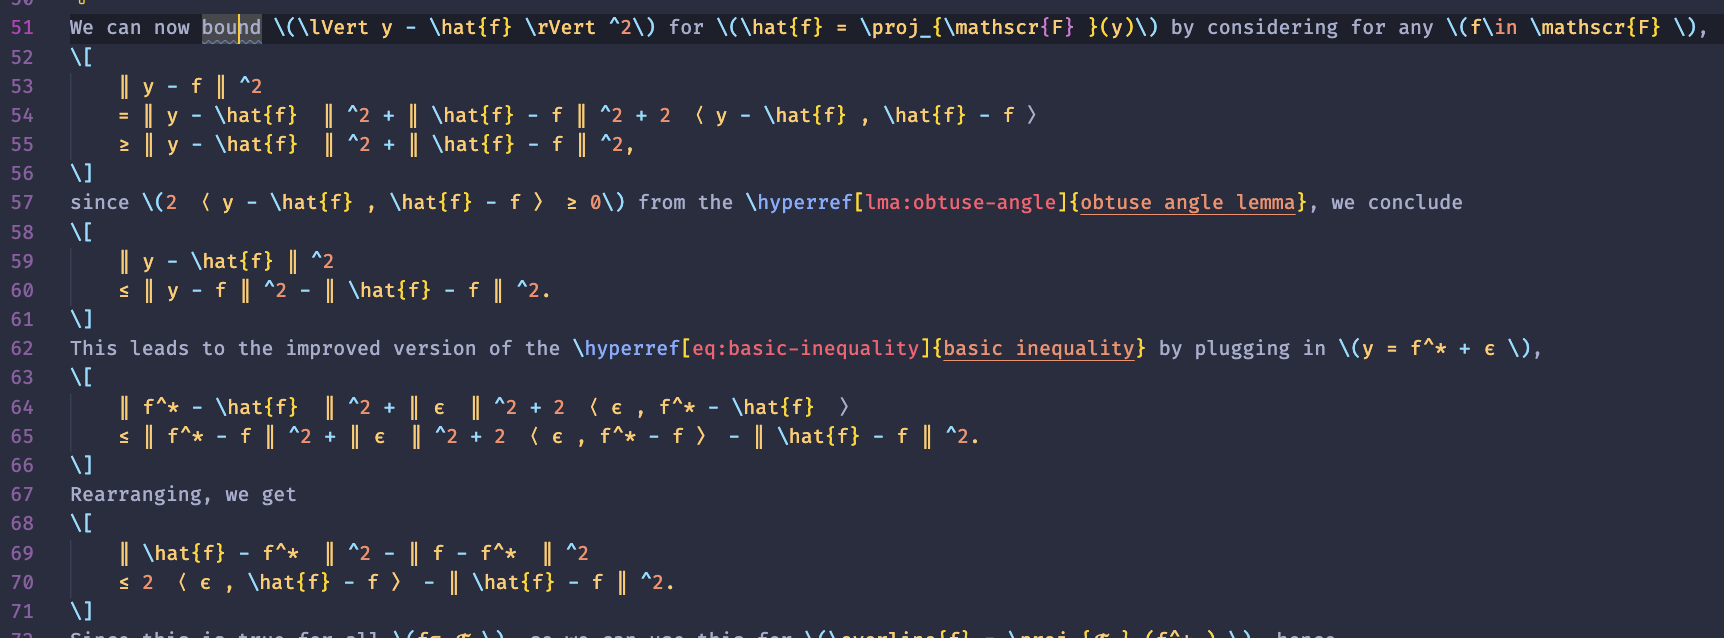 51 We can now bound \(\lVert y - \hat{f} \rVert ^2\) for \(\hat{f} = \proj_{\mathscr{F} }(y)\) by considering for any \(f\in \mathscr{F} \),
52 \[
53 ‖ y - f ‖ ^2
54 = ‖ y - \hat{f} ‖ ^2 + ‖ \hat{f} - f ‖ ^2 + 2 ⟨ y - \hat{f} , \hat{f} - f ⟩
55 ≥ ‖ y - \hat{f} ‖ ^2 + ‖ \hat{f} - f ‖ ^2,
56 \]
57 since \(2 ⟨ y - \hat{f} , \hat{f} - f ⟩ ≥ 0\) from the \hyperref[lma:obtuse-angle]{obtuse angle lemma}, we conclude
58 \[
59 ‖ y - \hat{f} ‖ ^2
60 ≤ ‖ y - f ‖ ^2 - ‖ \hat{f} - f ‖ ^2.
61 \]
62 This leads to the improved version of the \hyperref[eq:basic-inequality]{basic inequality} by plugging in \(y = f^* + ϵ \),
63 \[
64 ‖ f^* - \hat{f} ‖ ^2 + ‖ ϵ ‖ ^2 + 2 ⟨ ϵ , f^* - \hat{f} ⟩
65 ≤ ‖ f^* - f ‖ ^2 + ‖ ϵ ‖ ^2 + 2 ⟨ ϵ , f^* - f ⟩ - ‖ \hat{f} - f ‖ ^2.
66 \]
67 Rearranging, we get
68 \[
69 ‖ \hat{f} - f^* ‖ ^2 - ‖ f - f^* ‖ ^2
70 ≤ 2 ⟨ ϵ , \hat{f} - f ⟩ - ‖ \hat{f} - f ‖ ^2.
71 \]